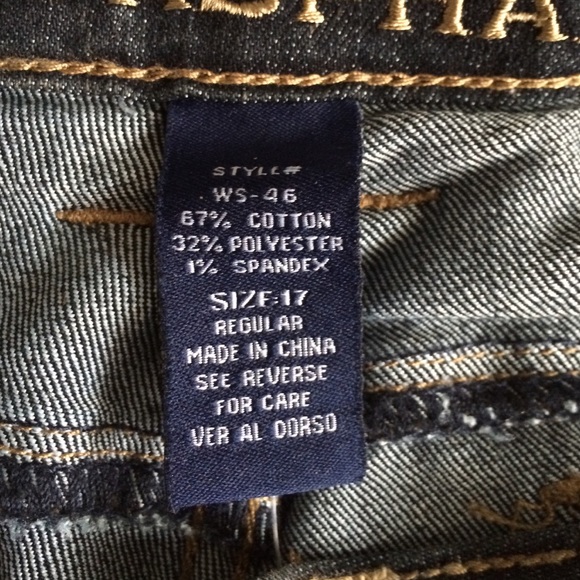 STYLE#
WS-46
67% COTTON
32% POLYESTER
1% SPANDEX
SIZE:17
REGULAR
MADE IN CHINA
SEE REVERSE
FOR CARE
VER AL DORSO